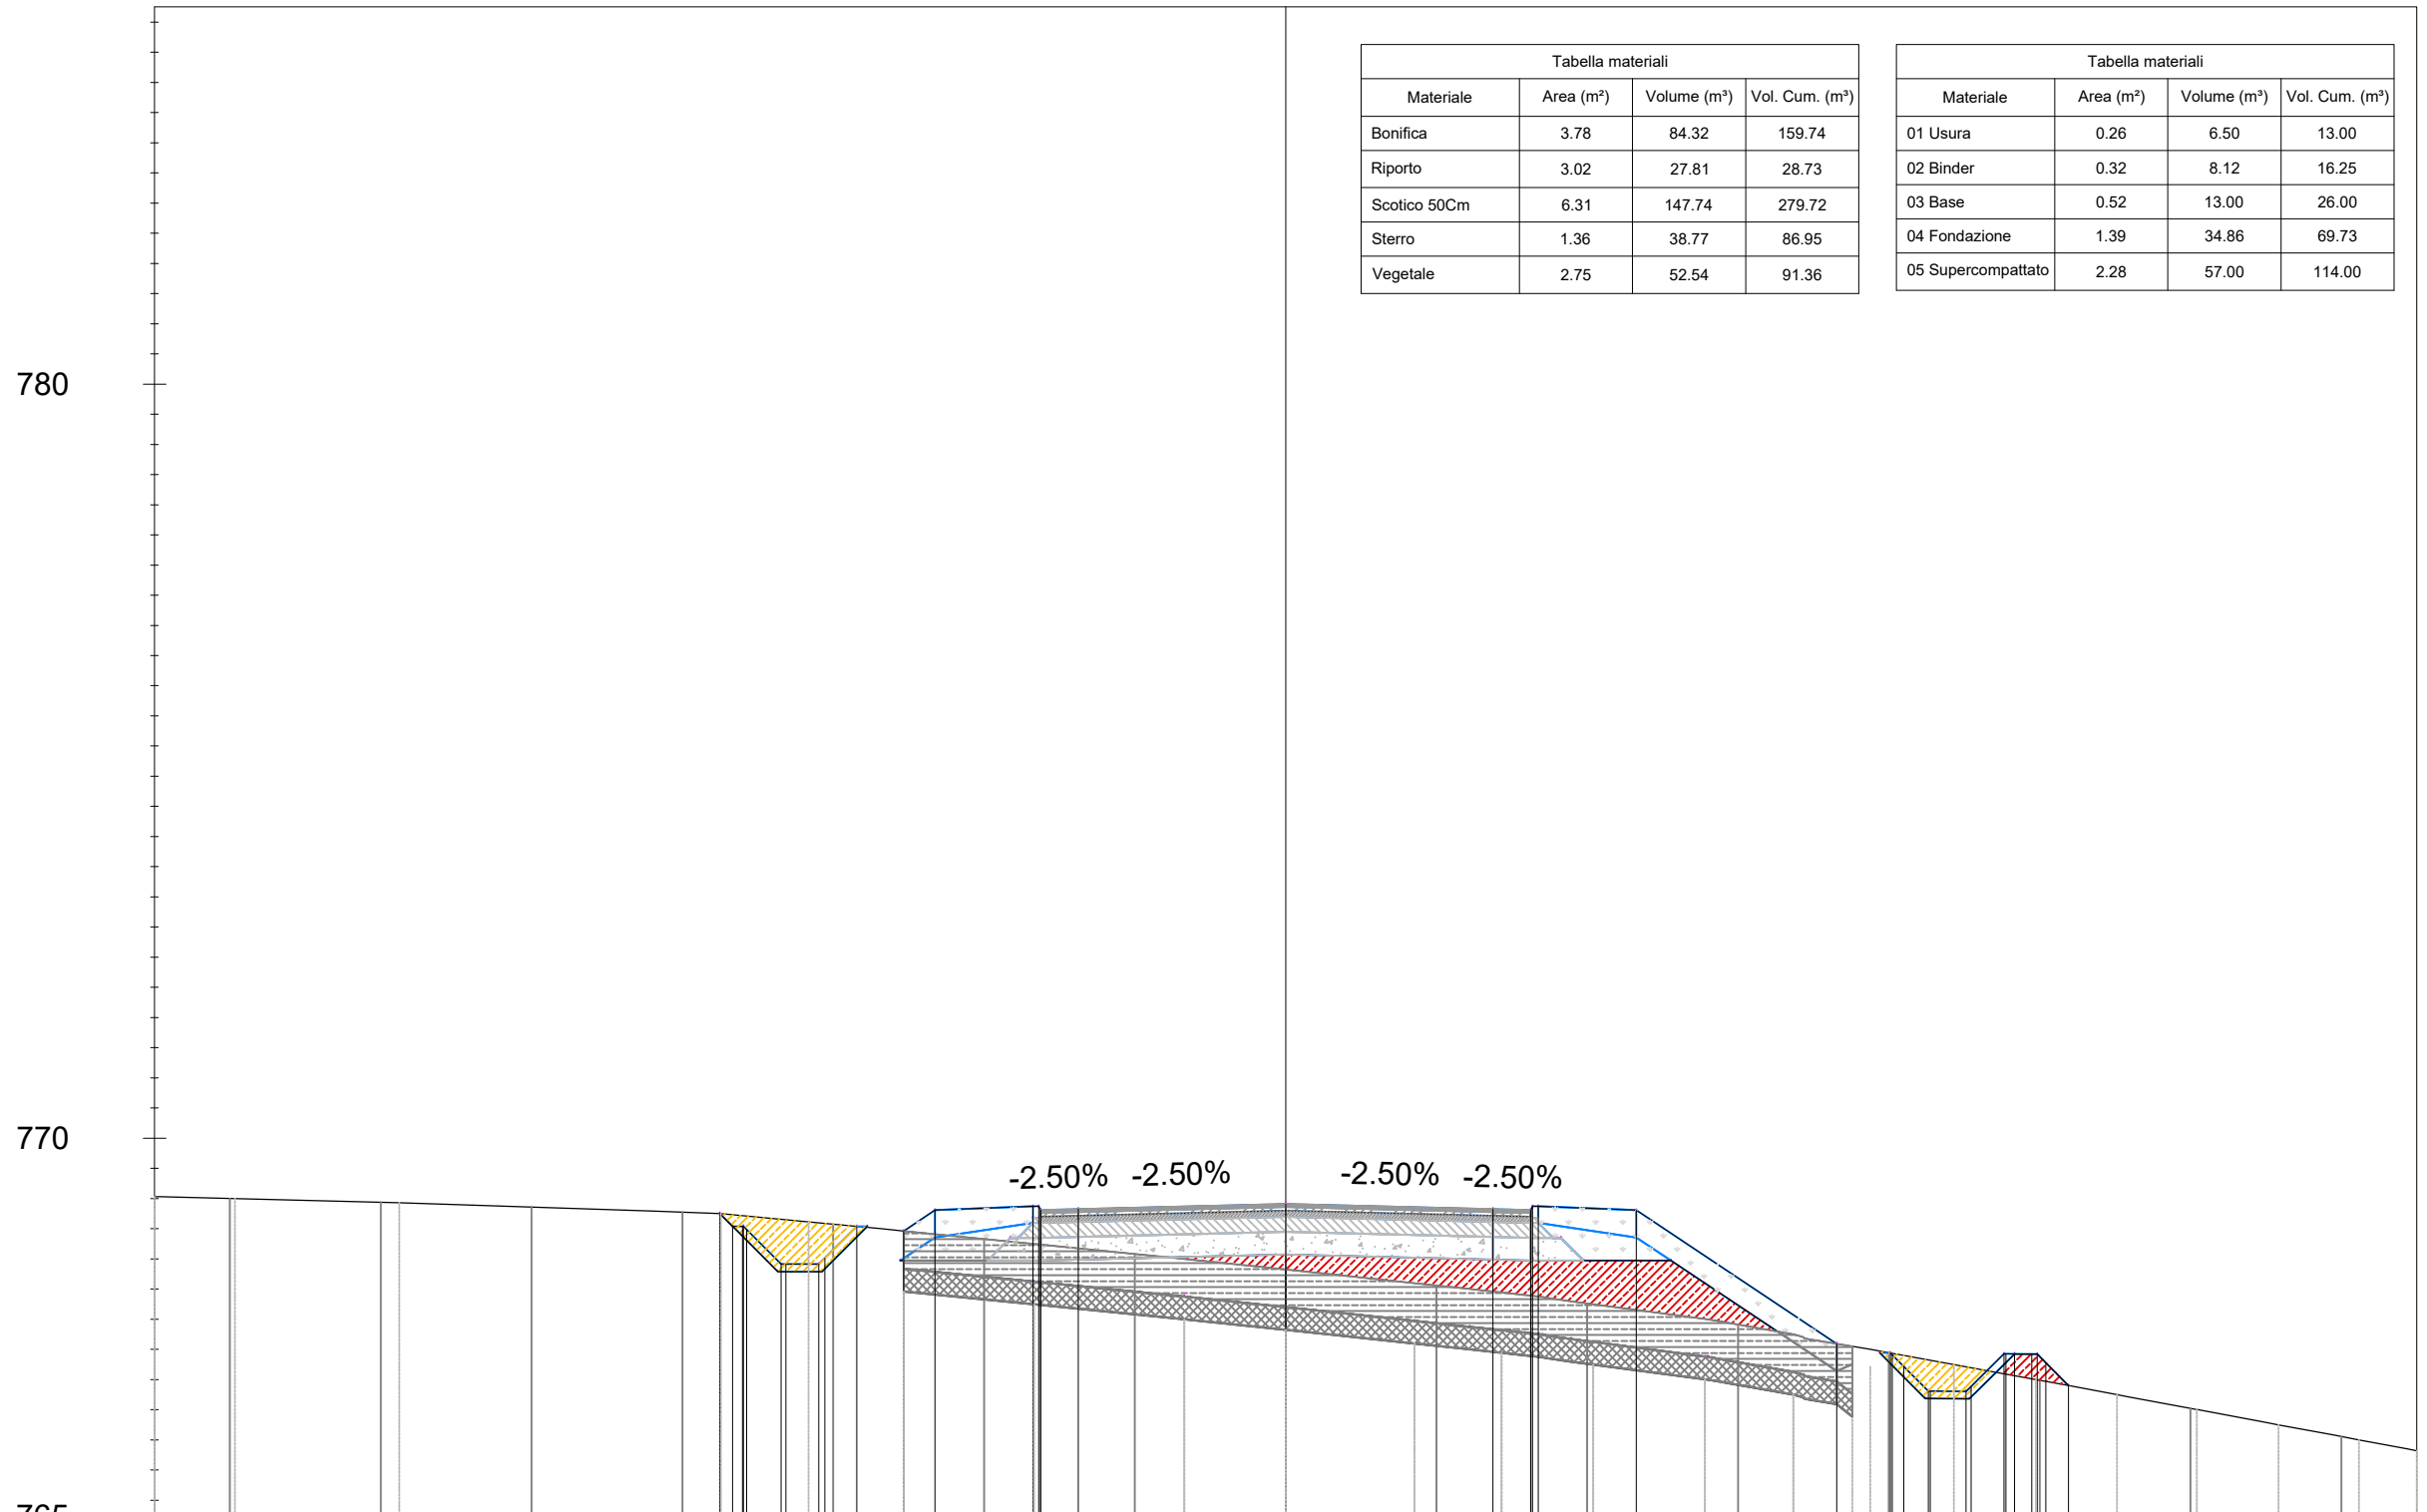 Tabella materiali
Materiale Area (m²) Volume (m³) Vol. Cum. (m³)
Bonifica 3.78 84.32 159.74
Riporto 3.02 27.81 28.73
Scotico 50Cm 6.31 147.74 279.72
Sterro 1.36 38.77 86.95
Vegetale 2.75 52.54 91.36
Tabella materiali
Materiale Area (m²) Volume (m³) Vol. Cum. (m³)
01 Usura 0.26 6.50 13.00
02 Binder 0.32 8.12 16.25
03 Base 0.52 13.00 26.00
04 Fondazione 1.39 34.86 69.73
05 Supercompattato 2.28 57.00 114.00
780
770
-2.50% -2.50% -2.50% -2.50%